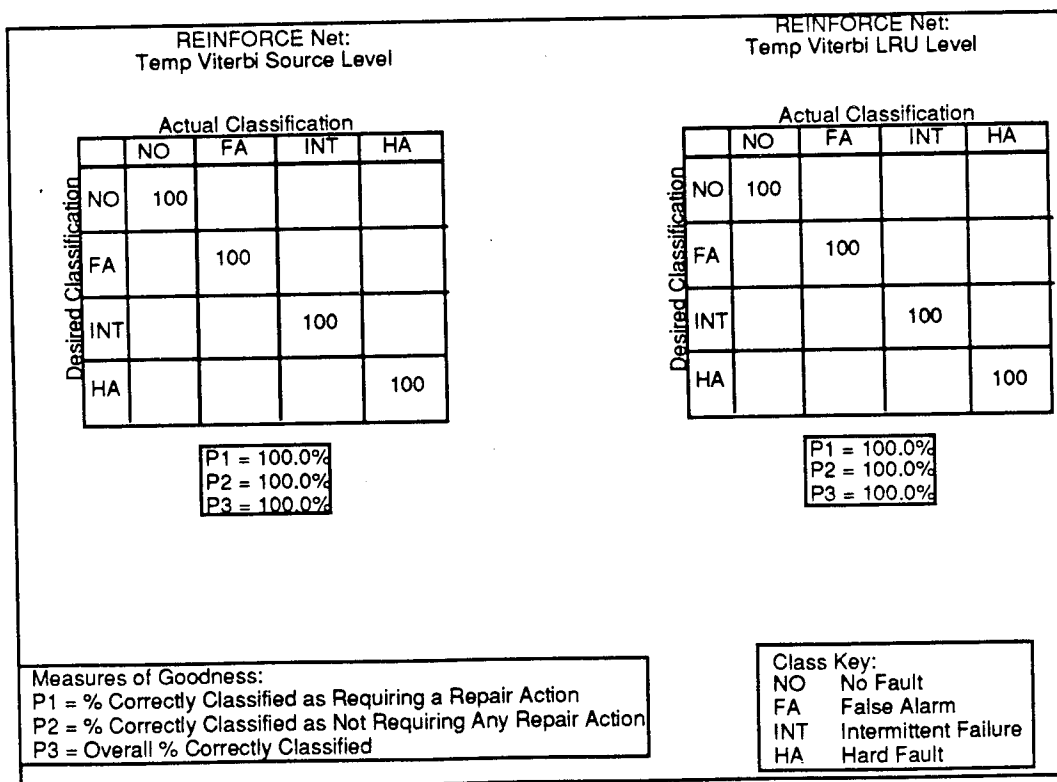 REINFORCE Net:
Temp Viterbi Source Level
Actual Classification
Desired Classification
NO FA INT HA
NO 100
FA 100
INT 100
HA 100
P1 = 100.0%
P2 = 100.0%
P3 = 100.0%
REINFORCE Net:
Temp Viterbi LRU Level
Actual Classification
Desired Classification
NO FA INT HA
NO 100
FA 100
INT 100
HA 100
P1 = 100.0%
P2 = 100.0%
P3 = 100.0%
Measures of Goodness:
P1 = % Correctly Classified as Requiring a Repair Action
P2 = % Correctly Classified as Not Requiring Any Repair Action
P3 = Overall % Correctly Classified
Class Key:
NO No Fault
FA False Alarm
INT Intermittent Failure
HA Hard Fault